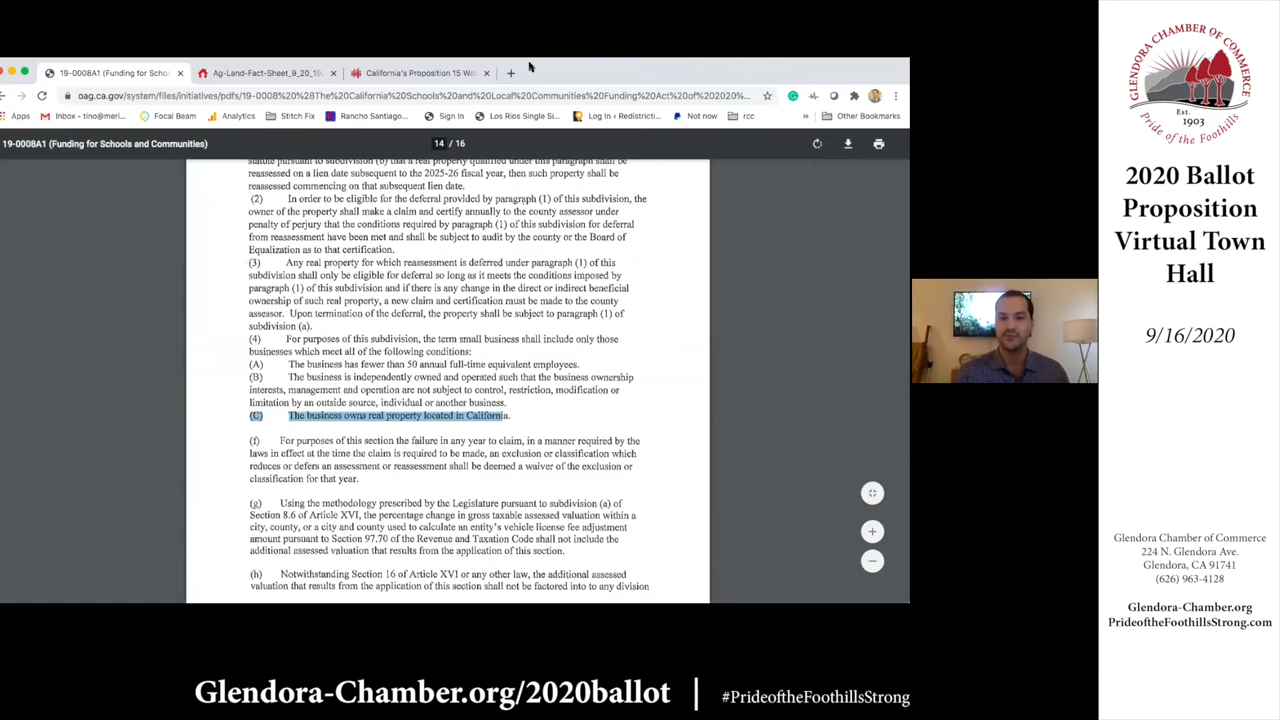 19-0008A1 (Funding for Scho
Ag-Land-Fact-Sheet_9_20_19.
California's Proposition 15 Wo
oag.ca.gov/system/files/initiatives/pdfs/19-0008%20%28The%20California%20Schools%20and%20Local%20Communities%20Funding%20Act%20of%202020%20%...
Apps
Inbox - tino@meri...
Focal Beam
Analytics
Stitch Fix
Rancho Santiago...
Sign In
Los Rios Single Si...
Log In ‹ Redistricti...
Not now
rcc
»
Other Bookmarks
19-0008A1 (Funding for Schools and Communities)
14 / 16
statute pursuant to subdivision (b) that a real property qualified under this paragraph shall be
reassessed on a lien date subsequent to the 2025-26 fiscal year, then such property shall be
reassessed commencing on that subsequent lien date.
(2) In order to be eligible for the deferral provided by paragraph (1) of this subdivision, the
owner of the property shall make a claim and certify annually to the county assessor under
penalty of perjury that the conditions required by paragraph (1) of this subdivision for deferral
from reassessment have been met and shall be subject to audit by the county or the Board of
Equalization as to that certification.
(3) Any real property for which reassessment is deferred under paragraph (1) of this
subdivision shall only be eligible for deferral so long as it meets the conditions imposed by
paragraph (1) of this subdivision and if there is any change in the direct or indirect beneficial
ownership of such real property, a new claim and certification must be made to the county
assessor. Upon termination of the deferral, the property shall be subject to paragraph (1) of
subdivision (a).
(4) For purposes of this subdivision, the term small business shall include only those
businesses which meet all of the following conditions:
(A) The business has fewer than 50 annual full-time equivalent employees.
(B) The business is independently owned and operated such that the business ownership
interests, management and operation are not subject to control, restriction, modification or
limitation by an outside source, individual or another business.
(C) The business owns real property located in California.
(f) For purposes of this section the failure in any year to claim, in a manner required by the
laws in effect at the time the claim is required to be made, an exclusion or classification which
reduces or defers an assessment or reassessment shall be deemed a waiver of the exclusion or
classification for that year.
(g) Using the methodology prescribed by the Legislature pursuant to subdivision (a) of
Section 8.6 of Article XVI, the percentage change in gross taxable assessed valuation within a
city, county, or a city and county used to calculate an entity's vehicle license fee adjustment
amount pursuant to Section 97.70 of the Revenue and Taxation Code shall not include the
additional assessed valuation that results from the application of this section.
(h) Notwithstanding Section 16 of Article XVI or any other law, the additional assessed
valuation that results from the application of this section shall not be factored into to any division
GLENDORA CHAMBER OF COMMERCE
Est.
1903
Pride of the Foothills
2020 Ballot
Proposition
Virtual Town
Hall
9/16/2020
Glendora Chamber of Commerce
224 N. Glendora Ave.
Glendora, CA 91741
(626) 963-4128
Glendora-Chamber.org
PrideoftheFoothillsStrong.com
Glendora-Chamber.org/2020ballot | #PrideoftheFoothillsStrong